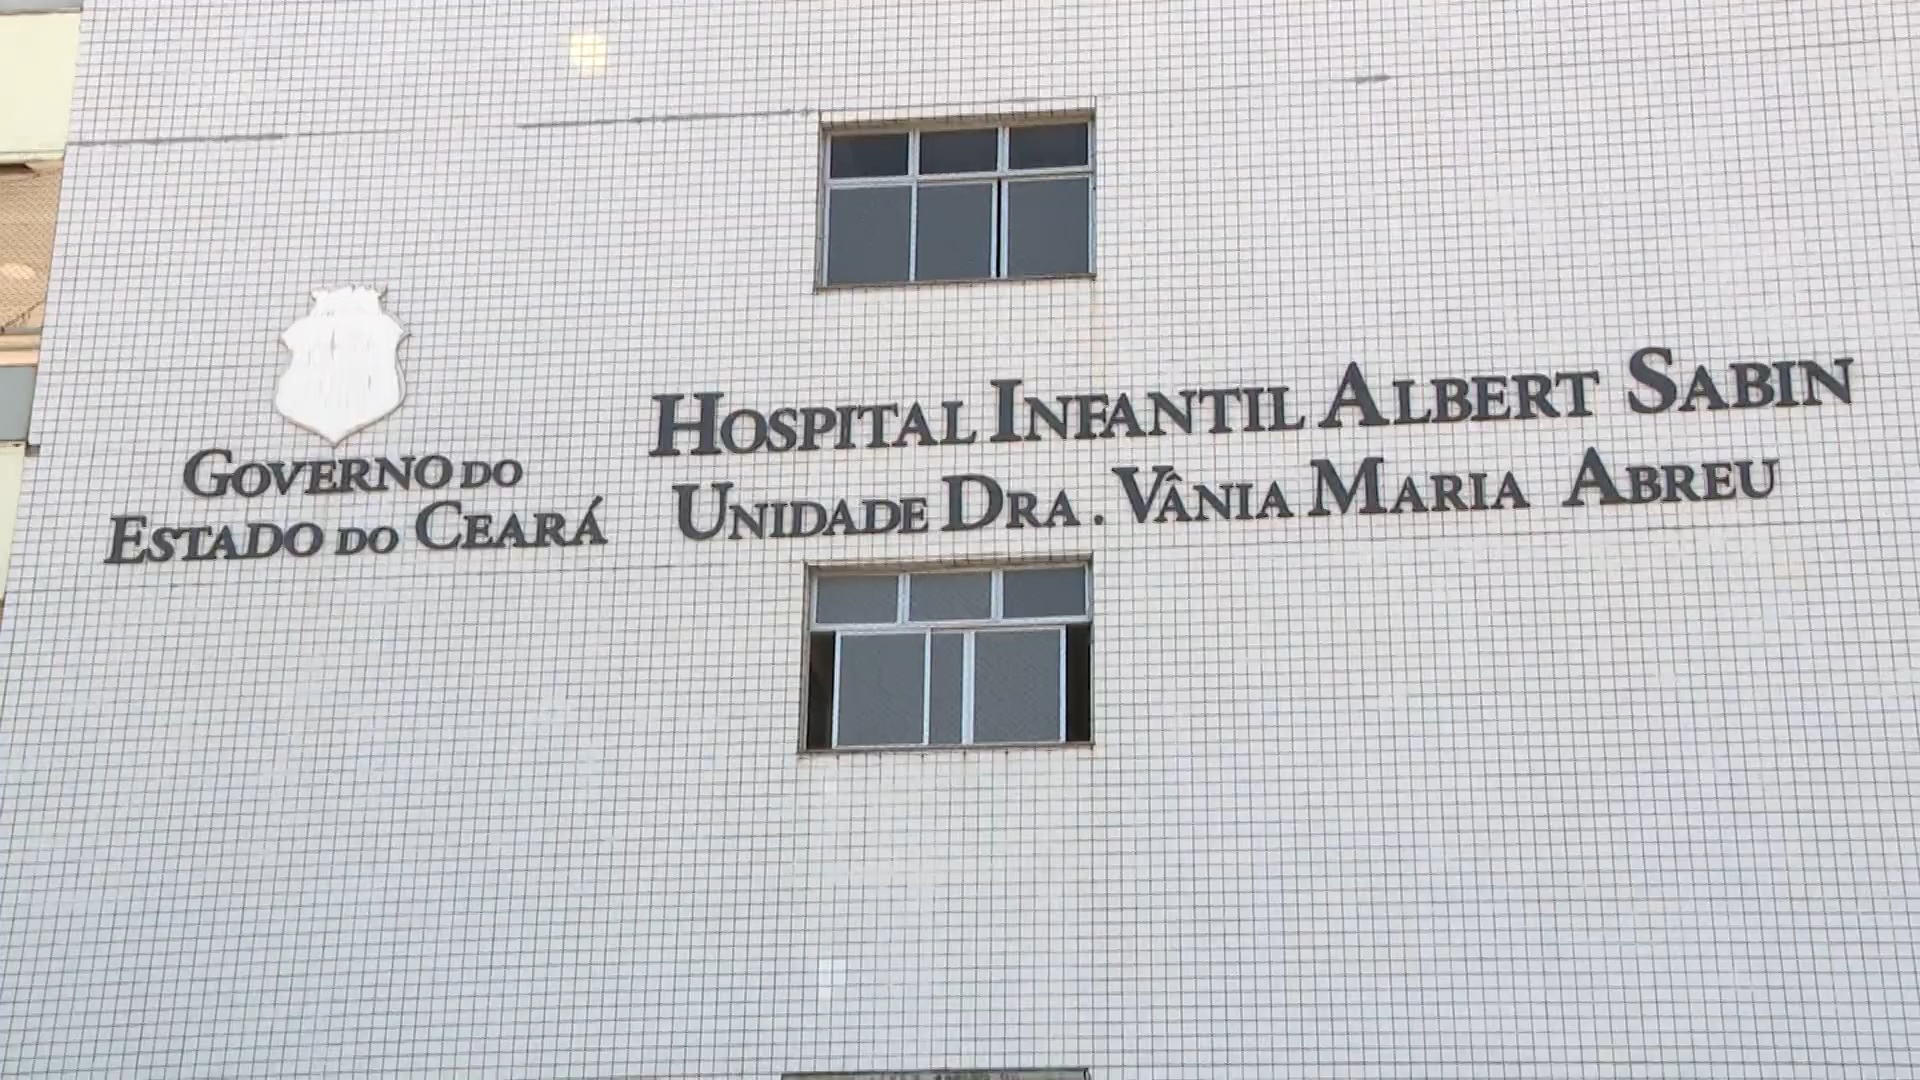 GOVERNO DO
ESTADO DO CEARÁ
HOSPITAL INFANTIL ALBERT SABIN
UNIDADE DRA. VÂNIA MARIA ABREU